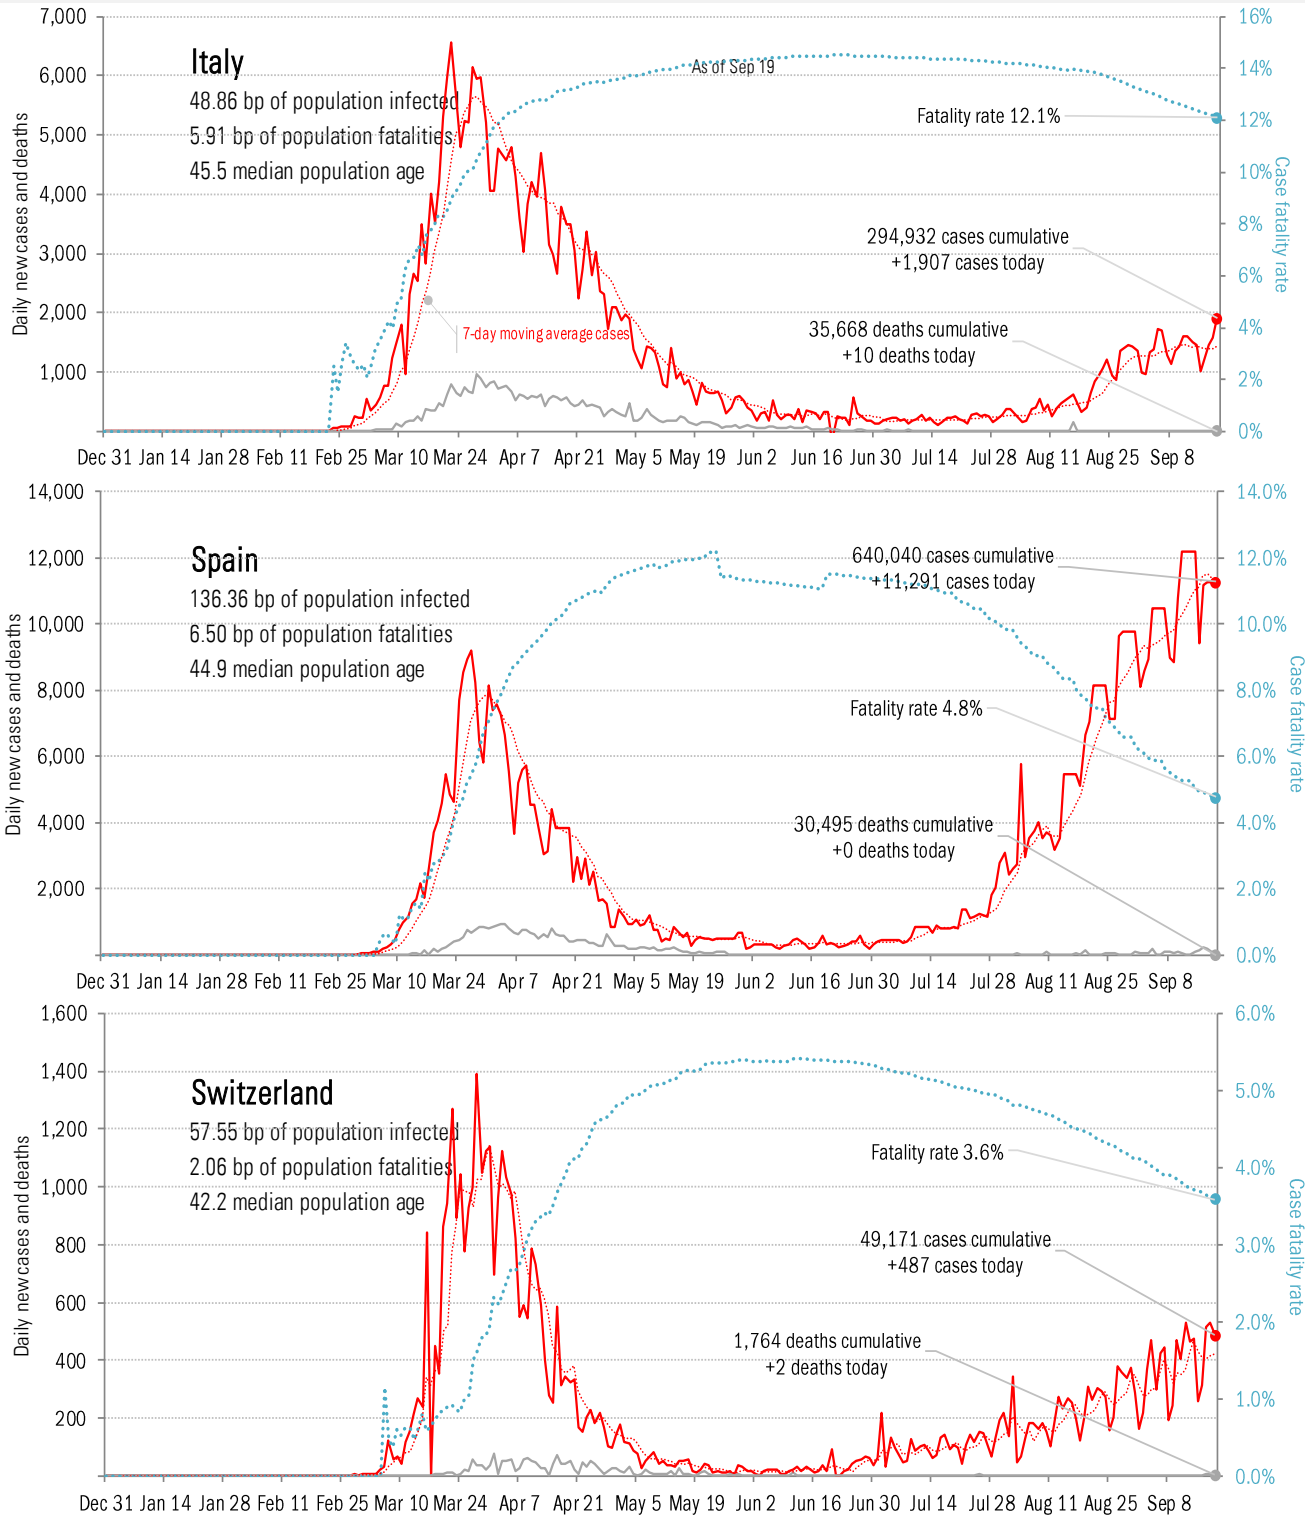 7,000
6,000
5,000
4,000
3,000
2,000
1,000
Daily new cases and deaths
Italy
48.86 bp of population infected
5.91 bp of population fatalities
45.5 median population age
As of Sep 19
Fatality rate 12.1%
294,932 cases cumulative
+1,907 cases today
35,668 deaths cumulative
+10 deaths today
7-day moving average cases
16%
14%
12%
10%
8%
6%
4%
2%
0%
Case fatality rate
Dec 31 Jan 14 Jan 28 Feb 11 Feb 25 Mar 10 Mar 24 Apr 7 Apr 21 May 5 May 19 Jun 2 Jun 16 Jun 30 Jul 14 Jul 28 Aug 11 Aug 25 Sep 8
14,000
12,000
10,000
8,000
6,000
4,000
2,000
Daily new cases and deaths
Spain
136.36 bp of population infected
6.50 bp of population fatalities
44.9 median population age
640,040 cases cumulative
+11,291 cases today
Fatality rate 4.8%
30,495 deaths cumulative
+0 deaths today
14.0%
12.0%
10.0%
8.0%
6.0%
4.0%
2.0%
0.0%
Case fatality rate
Dec 31 Jan 14 Jan 28 Feb 11 Feb 25 Mar 10 Mar 24 Apr 7 Apr 21 May 5 May 19 Jun 2 Jun 16 Jun 30 Jul 14 Jul 28 Aug 11 Aug 25 Sep 8
1,600
1,400
1,200
1,000
800
600
400
200
Daily new cases and deaths
Switzerland
57.55 bp of population infected
2.06 bp of population fatalities
42.2 median population age
Fatality rate 3.6%
49,171 cases cumulative
+487 cases today
1,764 deaths cumulative
+2 deaths today
6.0%
5.0%
4.0%
3.0%
2.0%
1.0%
0.0%
Case fatality rate
Dec 31 Jan 14 Jan 28 Feb 11 Feb 25 Mar 10 Mar 24 Apr 7 Apr 21 May 5 May 19 Jun 2 Jun 16 Jun 30 Jul 14 Jul 28 Aug 11 Aug 25 Sep 8